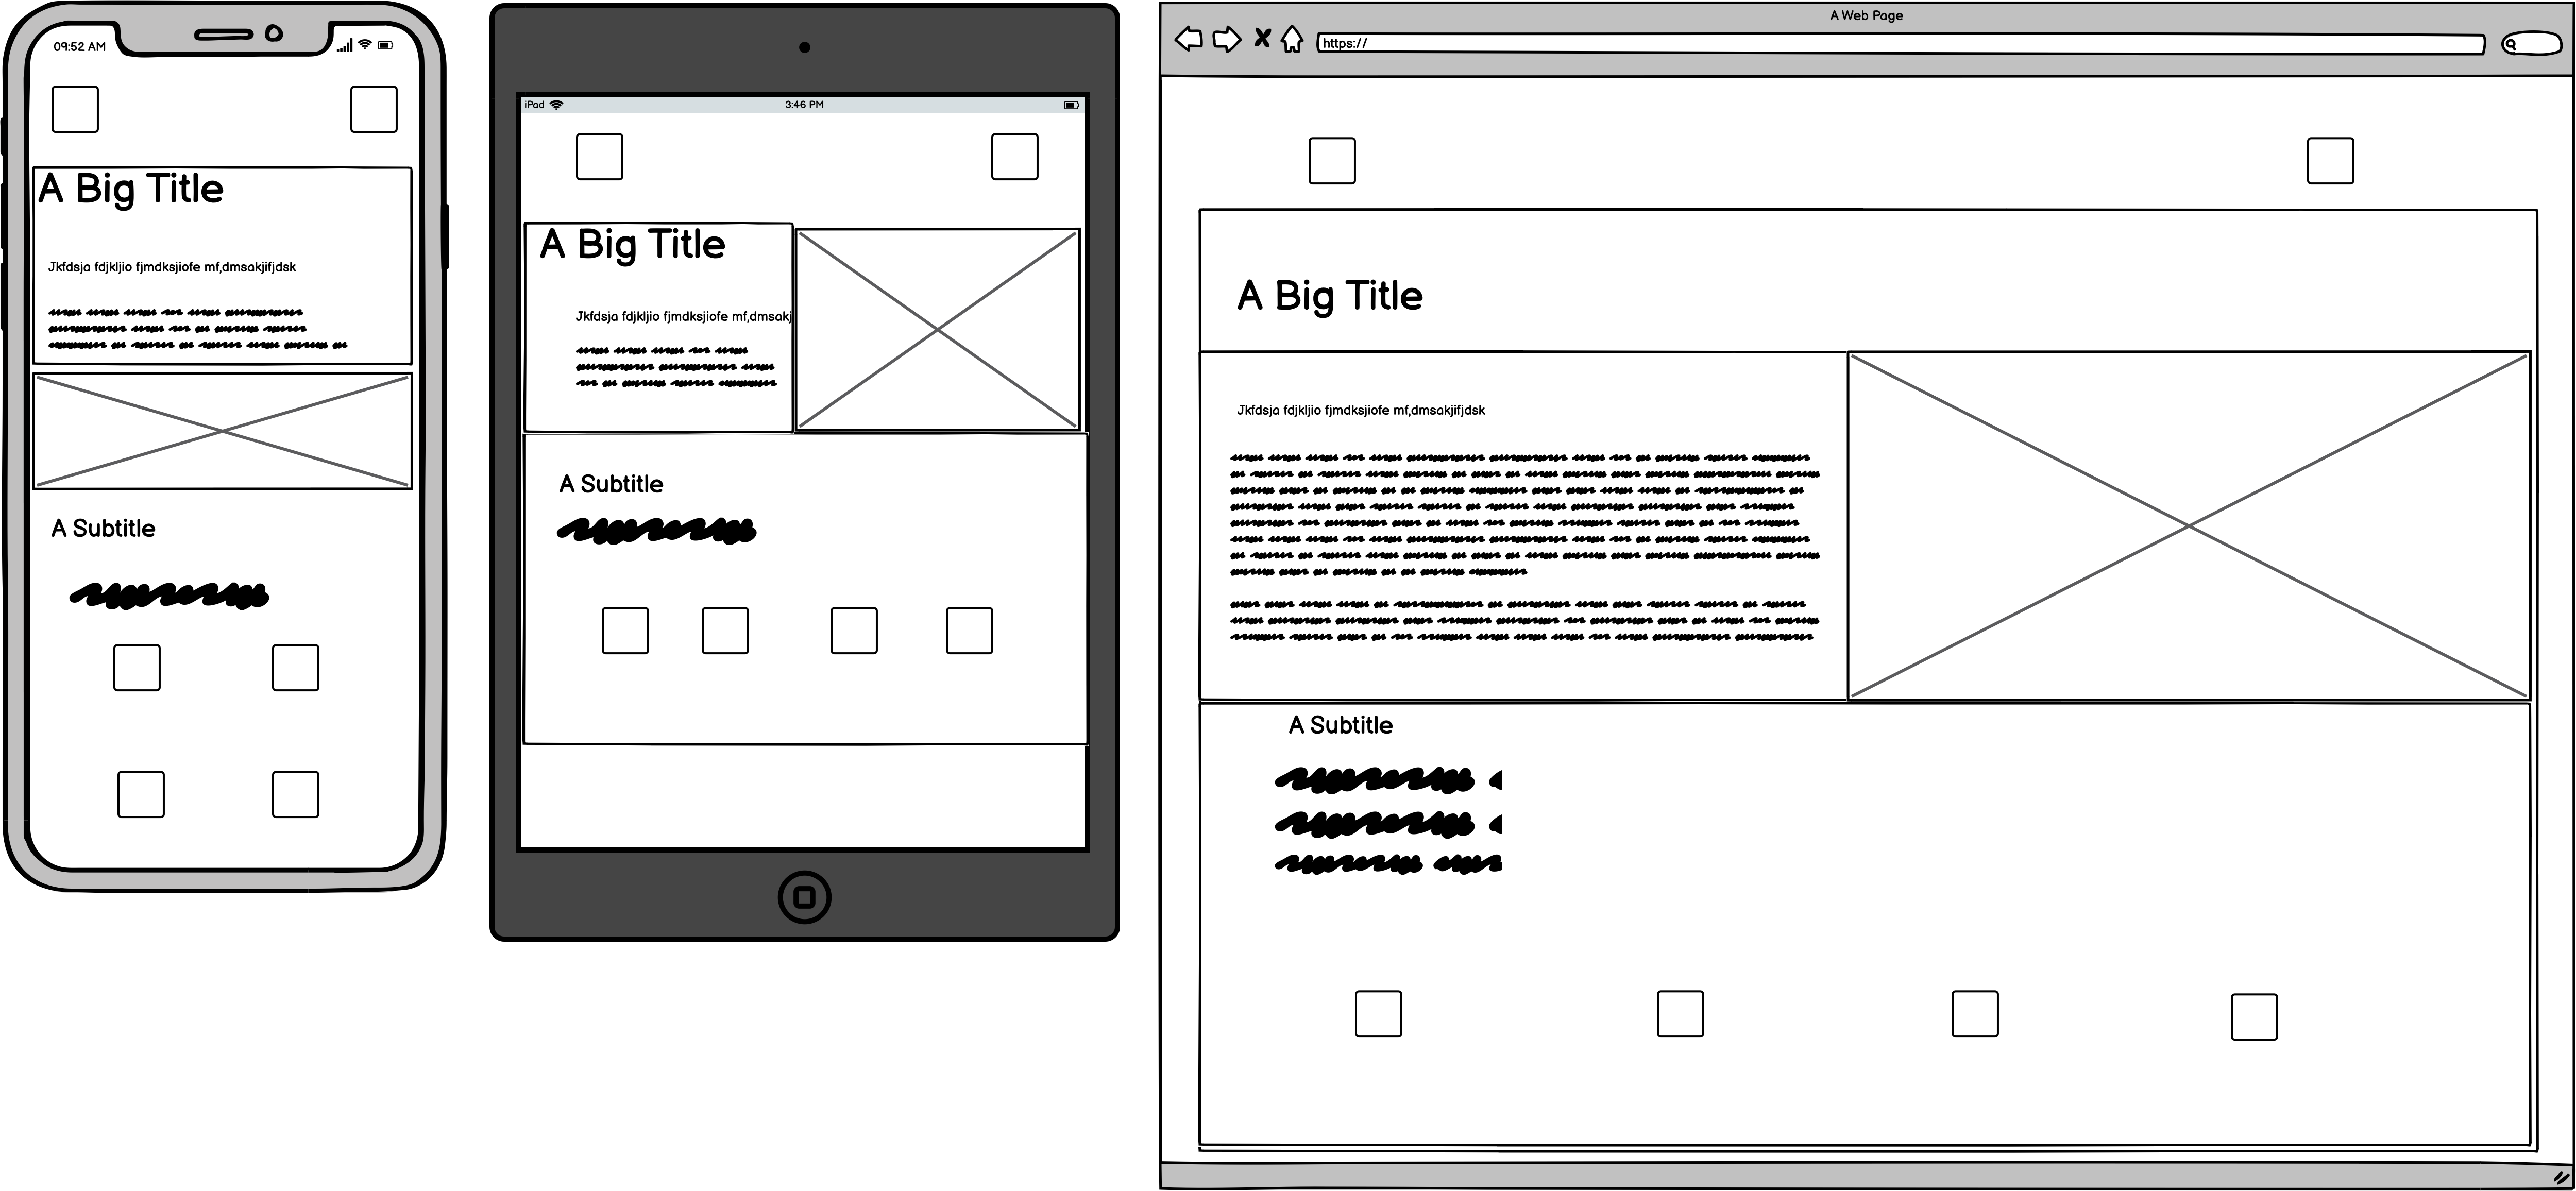 09:52 AM
A Big Title
Jkfdsja fdjkljio fjmdksjiofe mf,dmsakjifjdsk
A Subtitle
iPad
3:46 PM
A Big Title
Jkfdsja fdjkljio fjmdksjiofe mf,dmsakj
A Subtitle
A Web Page
https://
A Big Title
Jkfdsja fdjkljio fjmdksjiofe mf,dmsakjifjdsk
A Subtitle